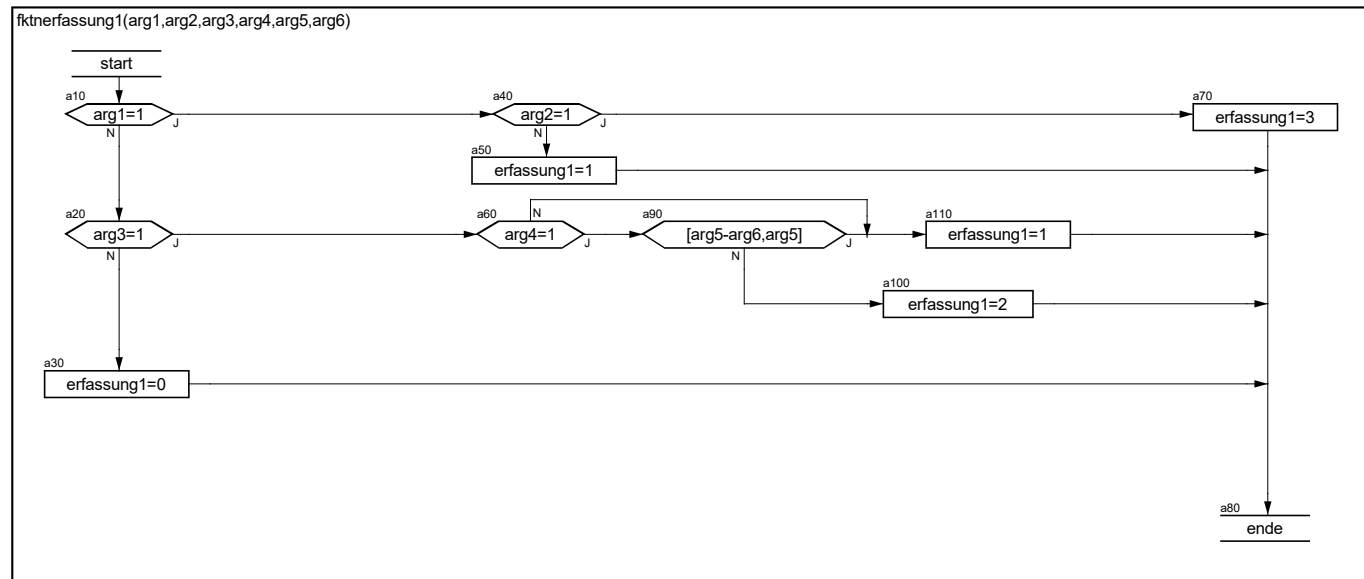 fktnerfassung1(arg1,arg2,arg3,arg4,arg5,arg6)
start
a10
arg1=1
J
N
a40
arg2=1
J
N
a70
erfassung1=3
a50
erfassung1=1
a20
arg3=1
J
N
a60
arg4=1
N
J
a90
[arg5-arg6,arg5]
J
N
a110
erfassung1=1
a100
erfassung1=2
a30
erfassung1=0
a80
ende